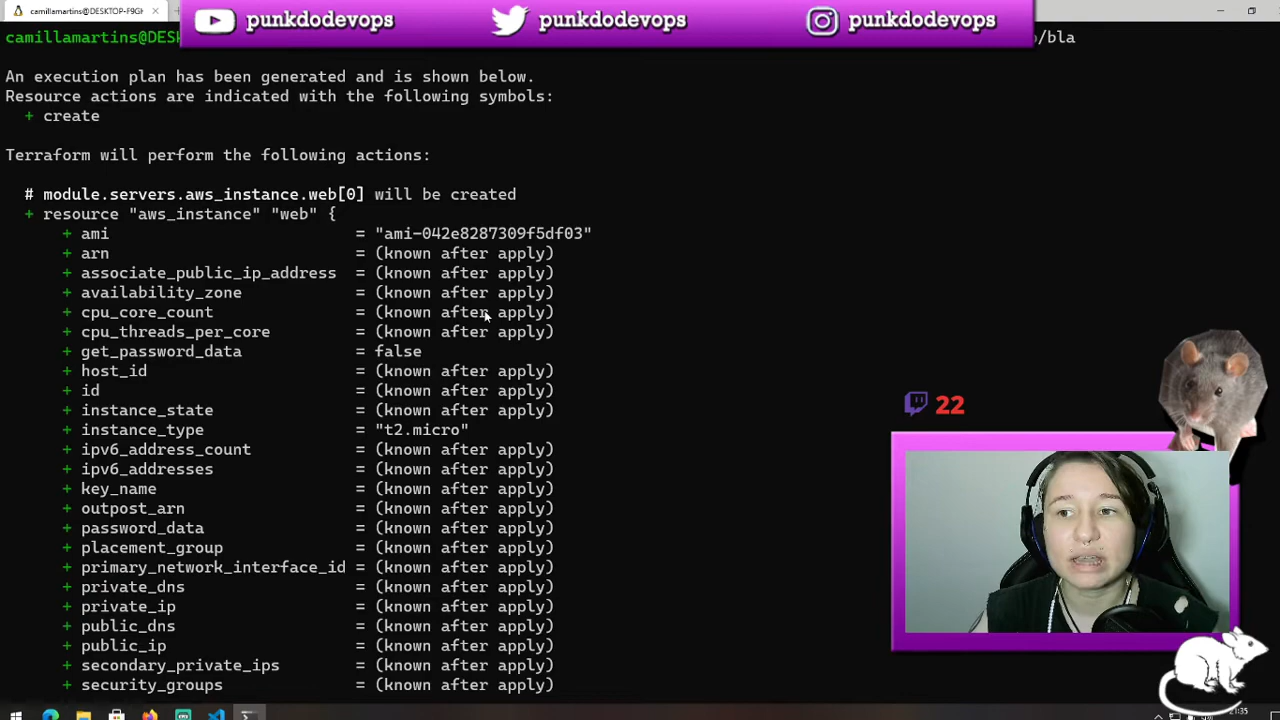 camillamartins@DESKTOP-F9GH
punkdodevops
punkdodevops
punkdodevops
camillamartins@DESK
/bla
An execution plan has been generated and is shown below.
Resource actions are indicated with the following symbols:
+ create
Terraform will perform the following actions:
# module.servers.aws_instance.web[0] will be created
+ resource "aws_instance" "web" {
+ ami = "ami-042e8287309f5df03"
+ arn = (known after apply)
+ associate_public_ip_address = (known after apply)
+ availability_zone = (known after apply)
+ cpu_core_count = (known after apply)
+ cpu_threads_per_core = (known after apply)
+ get_password_data = false
+ host_id = (known after apply)
+ id = (known after apply)
+ instance_state = (known after apply)
+ instance_type = "t2.micro"
+ ipv6_address_count = (known after apply)
+ ipv6_addresses = (known after apply)
+ key_name = (known after apply)
+ outpost_arn = (known after apply)
+ password_data = (known after apply)
+ placement_group = (known after apply)
+ primary_network_interface_id = (known after apply)
+ private_dns = (known after apply)
+ private_ip = (known after apply)
+ public_dns = (known after apply)
+ public_ip = (known after apply)
+ secondary_private_ips = (known after apply)
+ security_groups = (known after apply)
22
21:35